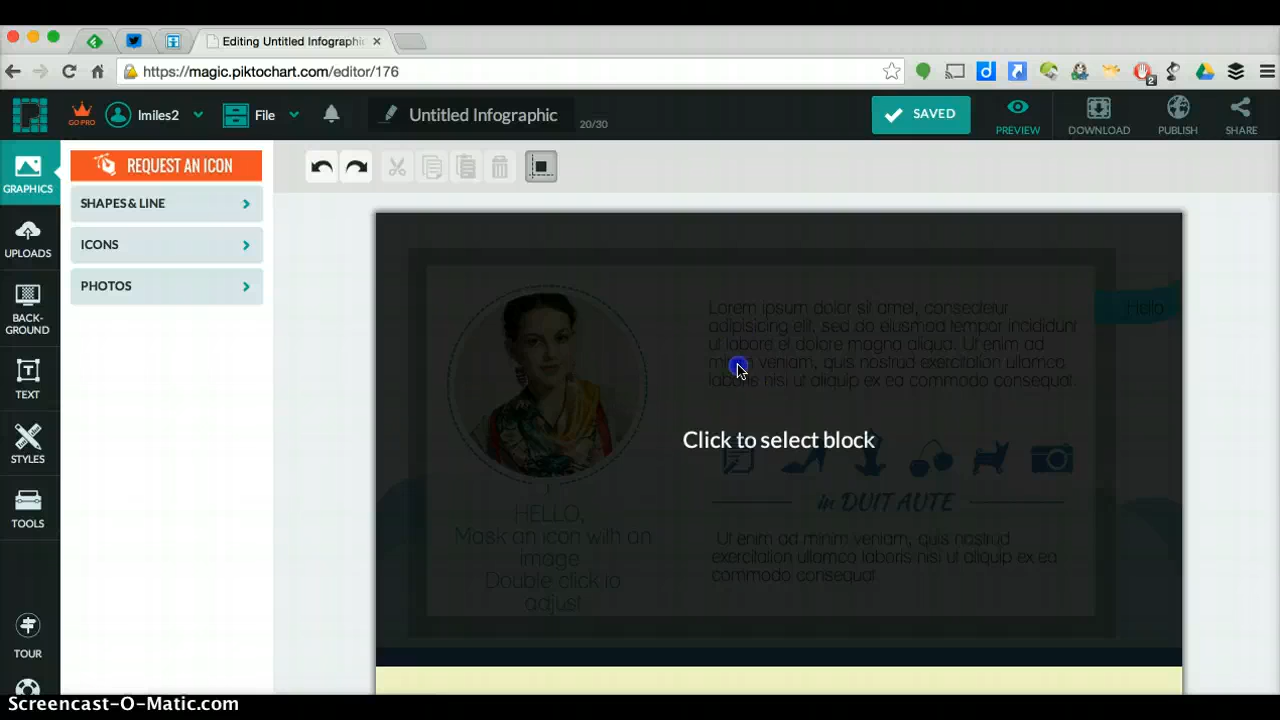 Editing Untitled Infographi
https://magic.piktochart.com/editor/176
2
GO PRO
lmiles2
File
Untitled Infographic
20/30
SAVED
PREVIEW
DOWNLOAD
PUBLISH
SHARE
GRAPHICS
UPLOADS
BACK-
GROUND
TEXT
STYLES
TOOLS
TOUR
REQUEST AN ICON
SHAPES & LINE
ICONS
PHOTOS
Lorem ipsum dolor sit amet, consectetur
adipisicing elit, sed do eiusmod tempor incididunt
ut labore et dolore magna aliqua. Ut enim ad
minim veniam, quis nostrud exercitation ullamco
laboris nisi ut aliquip ex ea commodo consequat.
Hello
Click to select block
in DUIT AUTE
Ut enim ad minim veniam, quis nostrud
exercitation ullamco laboris nisi ut aliquip ex ea
commodo consequat.
HELLO,
Mask an icon with an
image
Double click to
adjust
Screencast-O-Matic.com